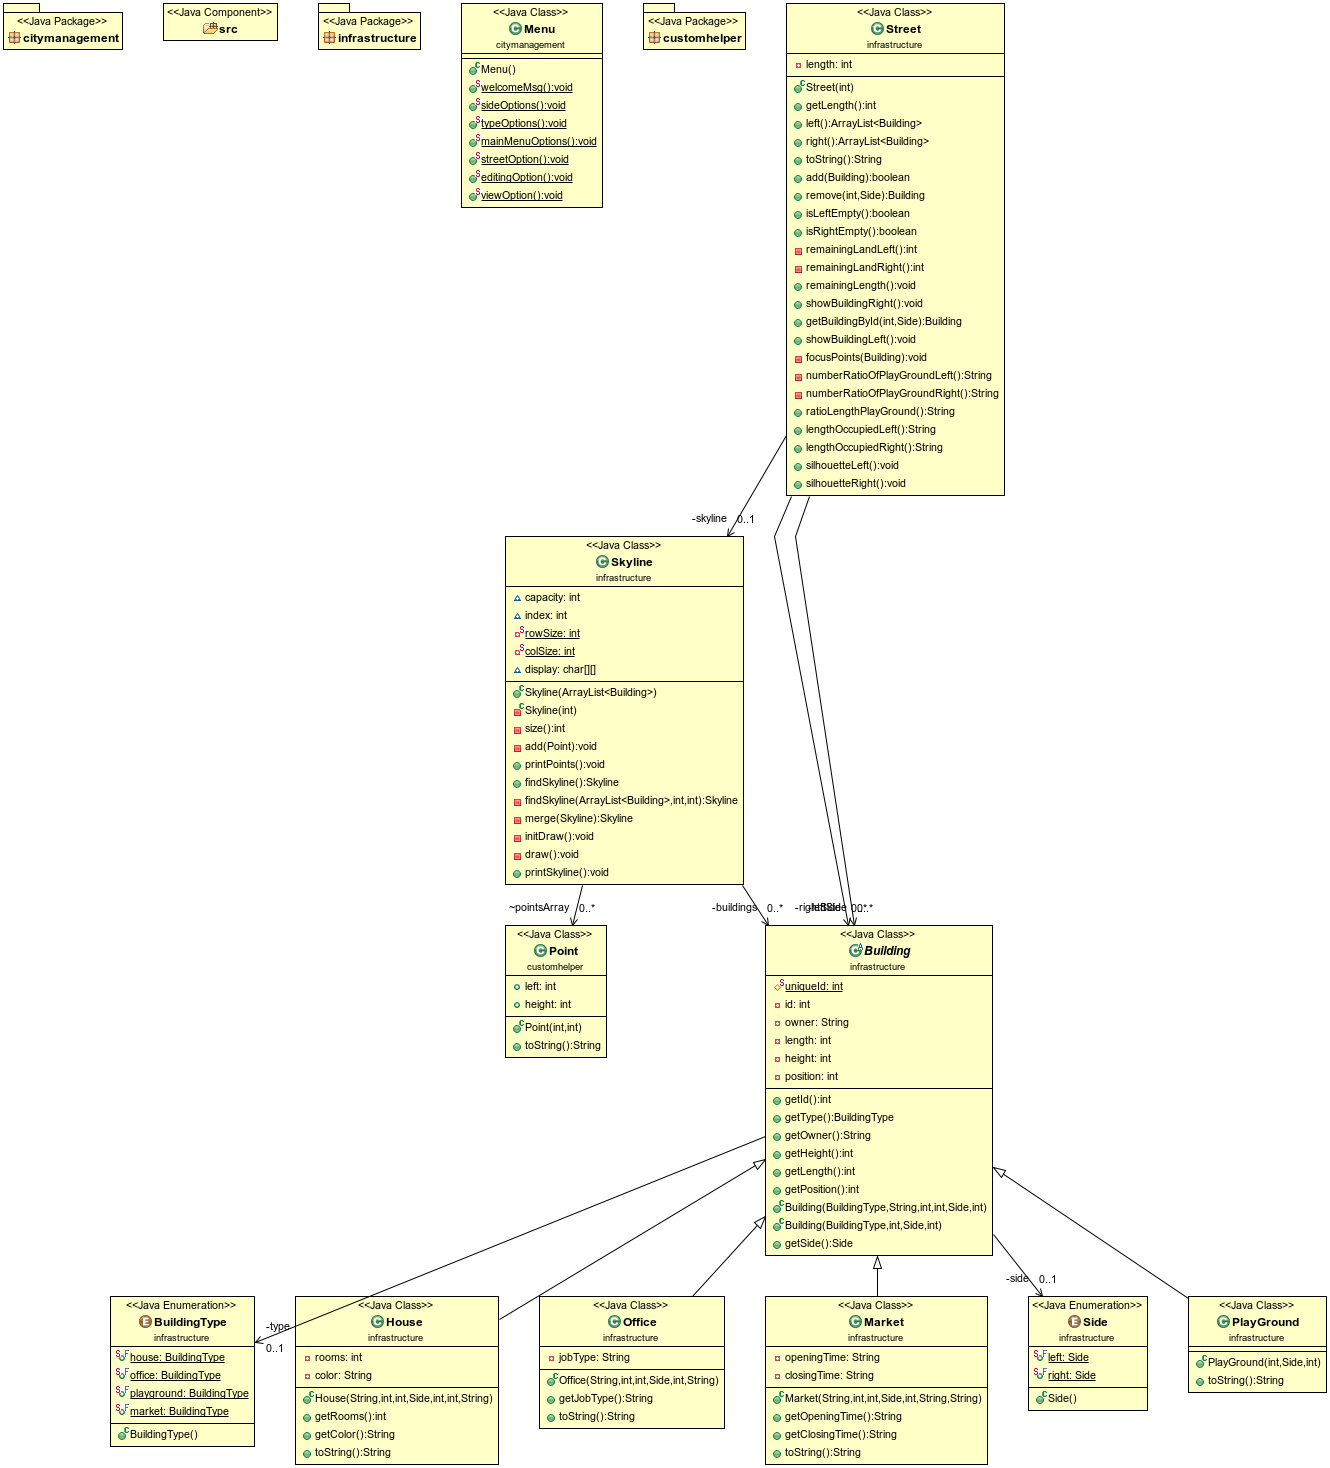 <<Java Package>>
citymanagement
<<Java Component>>
src
<<Java Package>>
infrastructure
<<Java Class>>
Menu
citymanagement
Menu()
welcomeMsg():void
sideOptions():void
typeOptions():void
mainMenuOptions():void
streetOption():void
editingOption():void
viewOption():void
<<Java Package>>
customhelper
<<Java Class>>
Street
infrastructure
length: int
Street(int)
getLength():int
left():ArrayList<Building>
right():ArrayList<Building>
toString():String
add(Building):boolean
remove(int,Side):Building
isLeftEmpty():boolean
isRightEmpty():boolean
remainingLandLeft():int
remainingLandRight():int
remainingLength():void
showBuildingRight():void
getBuildingById(int,Side):Building
showBuildingLeft():void
focusPoints(Building):void
numberRatioOfPlayGroundLeft():String
numberRatioOfPlayGroundRight():String
ratioLengthPlayGround():String
lengthOccupiedLeft():String
lengthOccupiedRight():String
silhouetteLeft():void
silhouetteRight():void
-skyline
0..1
<<Java Class>>
Skyline
infrastructure
capacity: int
index: int
rowSize: int
colSize: int
display: char[][]
Skyline(ArrayList<Building>)
Skyline(int)
size():int
add(Point):void
printPoints():void
findSkyline():Skyline
findSkyline(ArrayList<Building>,int,int):Skyline
merge(Skyline):Skyline
initDraw():void
draw():void
printSkyline():void
~pointsArray
0..*
-buildings
0..*
<<Java Class>>
Point
customhelper
left: int
height: int
Point(int,int)
toString():String
<<Java Class>>
Building
infrastructure
uniqueId: int
id: int
owner: String
length: int
height: int
position: int
getId():int
getType():BuildingType
getOwner():String
getHeight():int
getLength():int
getPosition():int
Building(BuildingType,String,int,int,Side,int)
Building(BuildingType,int,Side,int)
getSide():Side
-type
0..1
-side
0..1
<<Java Enumeration>>
BuildingType
infrastructure
house: BuildingType
office: BuildingType
playground: BuildingType
market: BuildingType
BuildingType()
<<Java Class>>
House
infrastructure
rooms: int
color: String
House(String,int,int,Side,int,int,String)
getRooms():int
getColor():String
toString():String
<<Java Class>>
Office
infrastructure
jobType: String
Office(String,int,int,Side,int,String)
getJobType():String
toString():String
<<Java Class>>
Market
infrastructure
openingTime: String
closingTime: String
Market(String,int,int,Side,int,String,String)
getOpeningTime():String
getClosingTime():String
toString():String
<<Java Enumeration>>
Side
infrastructure
left: Side
right: Side
Side()
<<Java Class>>
PlayGround
infrastructure
PlayGround(int,Side,int)
toString():String